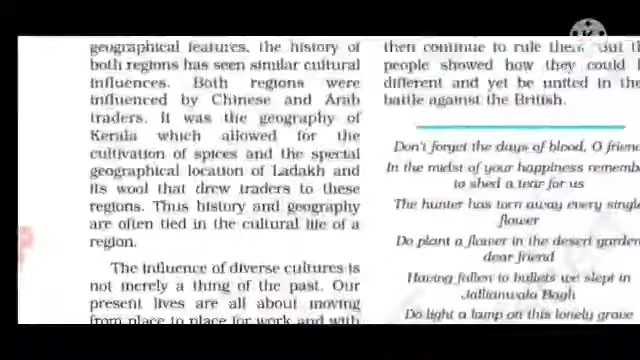 geographical features, the history of
both regions has seen similar cultural
influences. Both regions were
influenced by Chinese and Arab
traders. It was the geography of
Kerala which allowed for the
cultivation of spices and the special
geographical location of Ladakh and
its wool that drew traders to these
regions. Thus history and geography
are often tied in the cultural life of a
region.
The influence of diverse cultures is
not merely a thing of the past. Our
present lives are all about moving
from place to place for work and with
then continue to rule them. But
people showed how they could
different and yet be united in the
battle against the British.
Don't forget the days of blood, O
In the midst of your happiness
to shed a tear for us
The hunter has torn away every
flower
Do plant a flower in the desert garden
dear friend
Having fallen to bullets we slept in
Jallianwala Bagh
Do light a lamp on this lonely grave